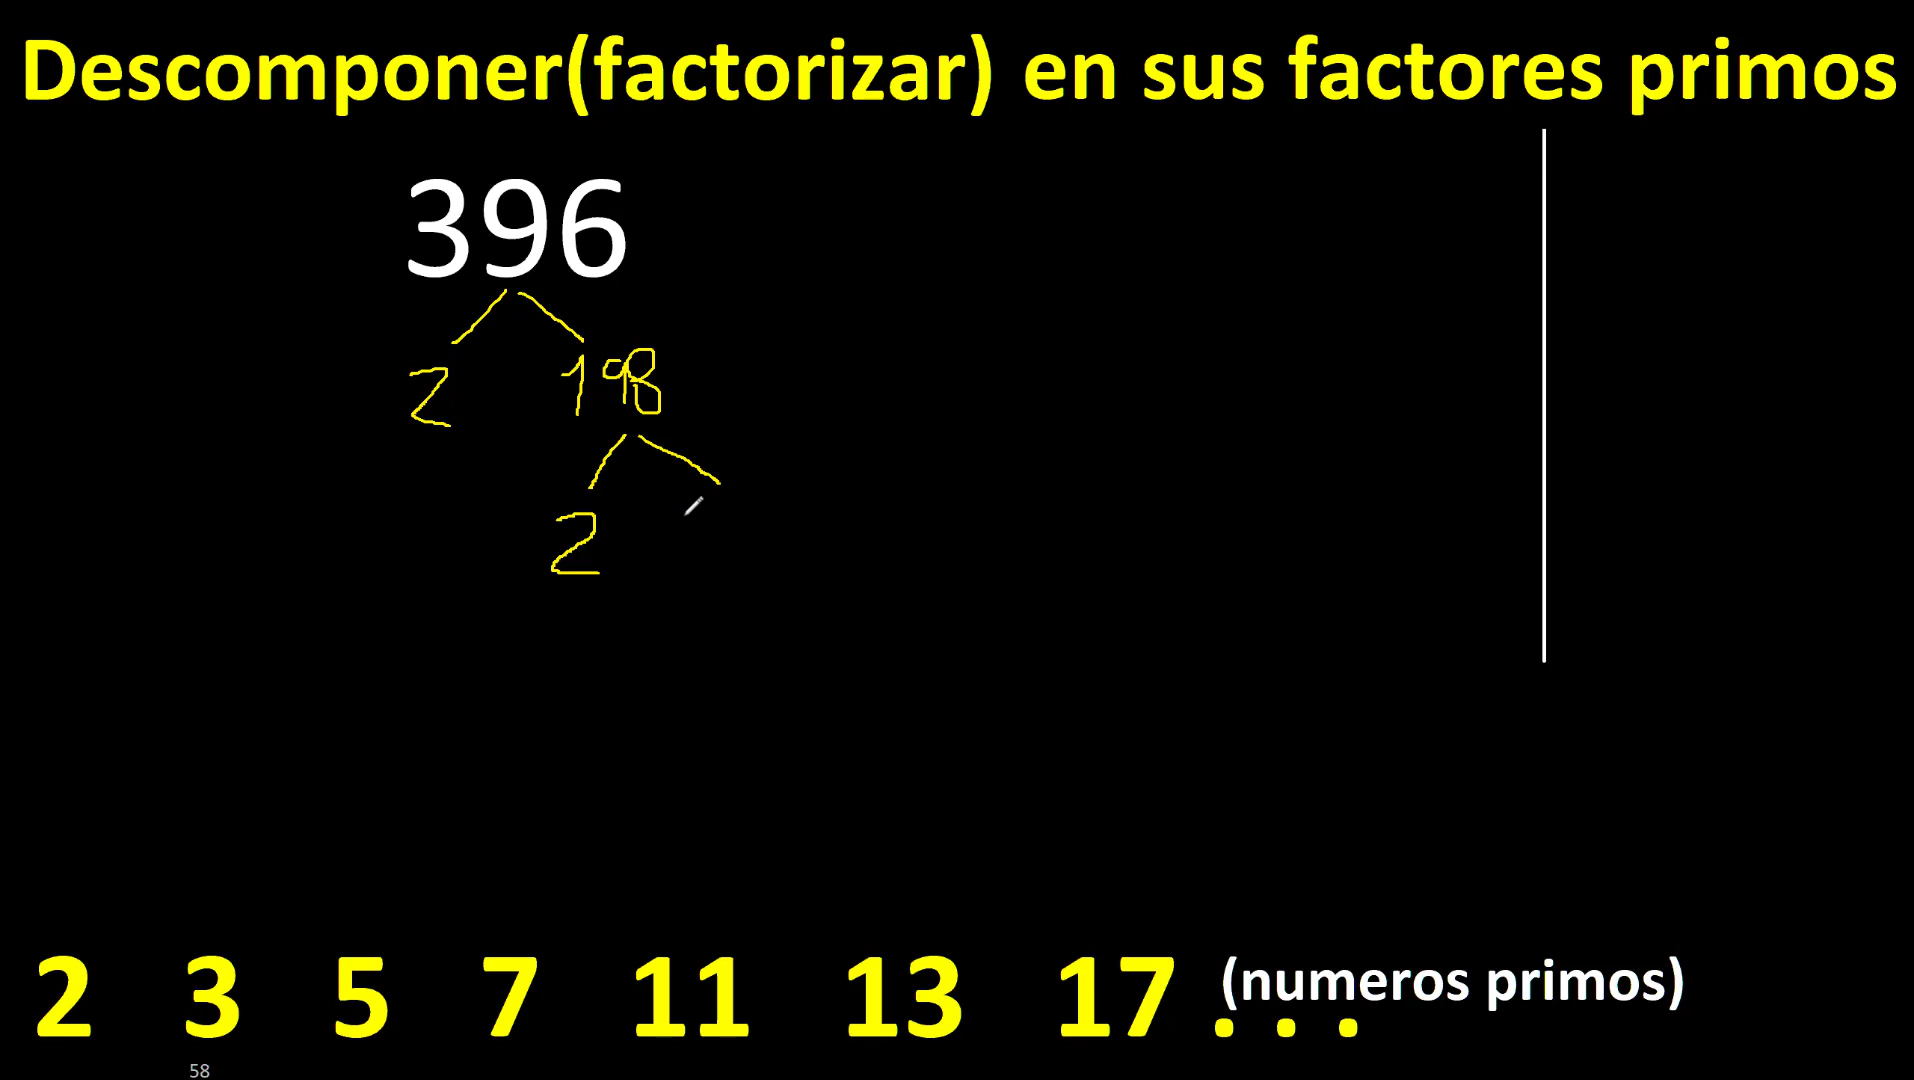 Descomponer(factorizar) en sus factores primos
396
2 198
2
2 3 5 7 11 13 17 . . . (numeros primos)
58